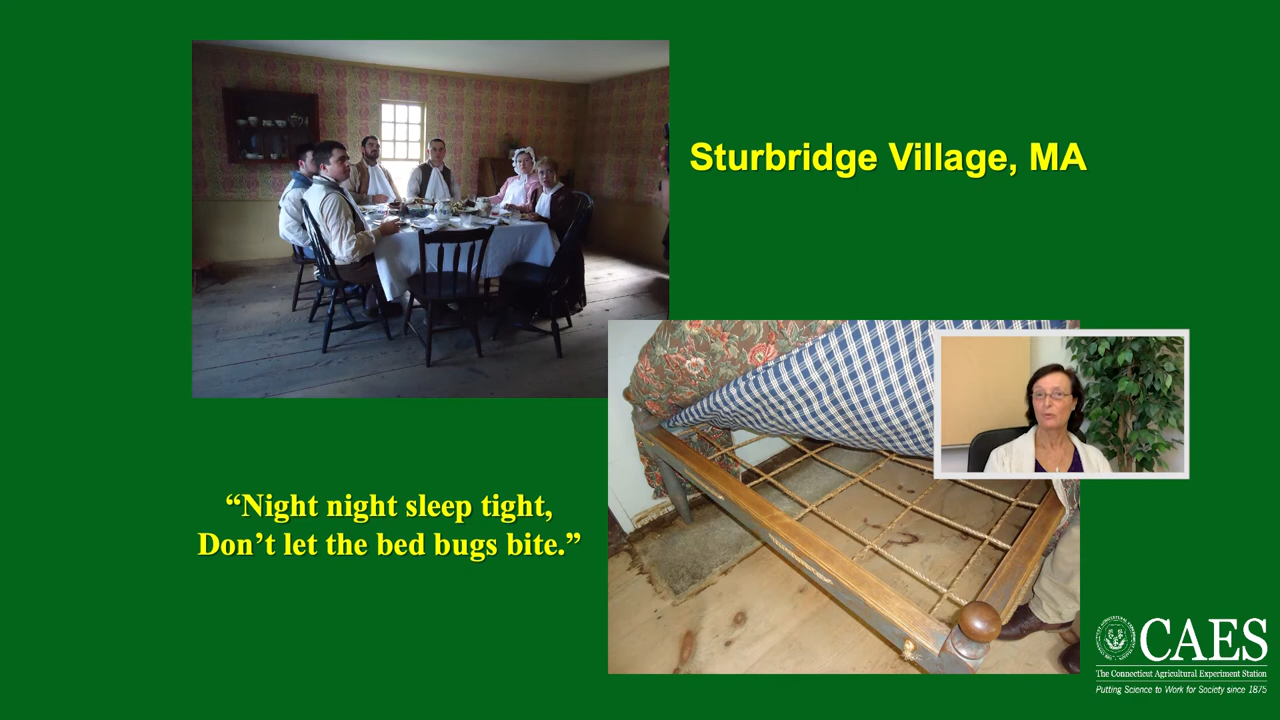 Sturbridge Village, MA
“Night night sleep tight,
Don’t let the bed bugs bite.”
CAES
The Connecticut Agricultural Experiment Station
Putting Science to Work for Society since 1875